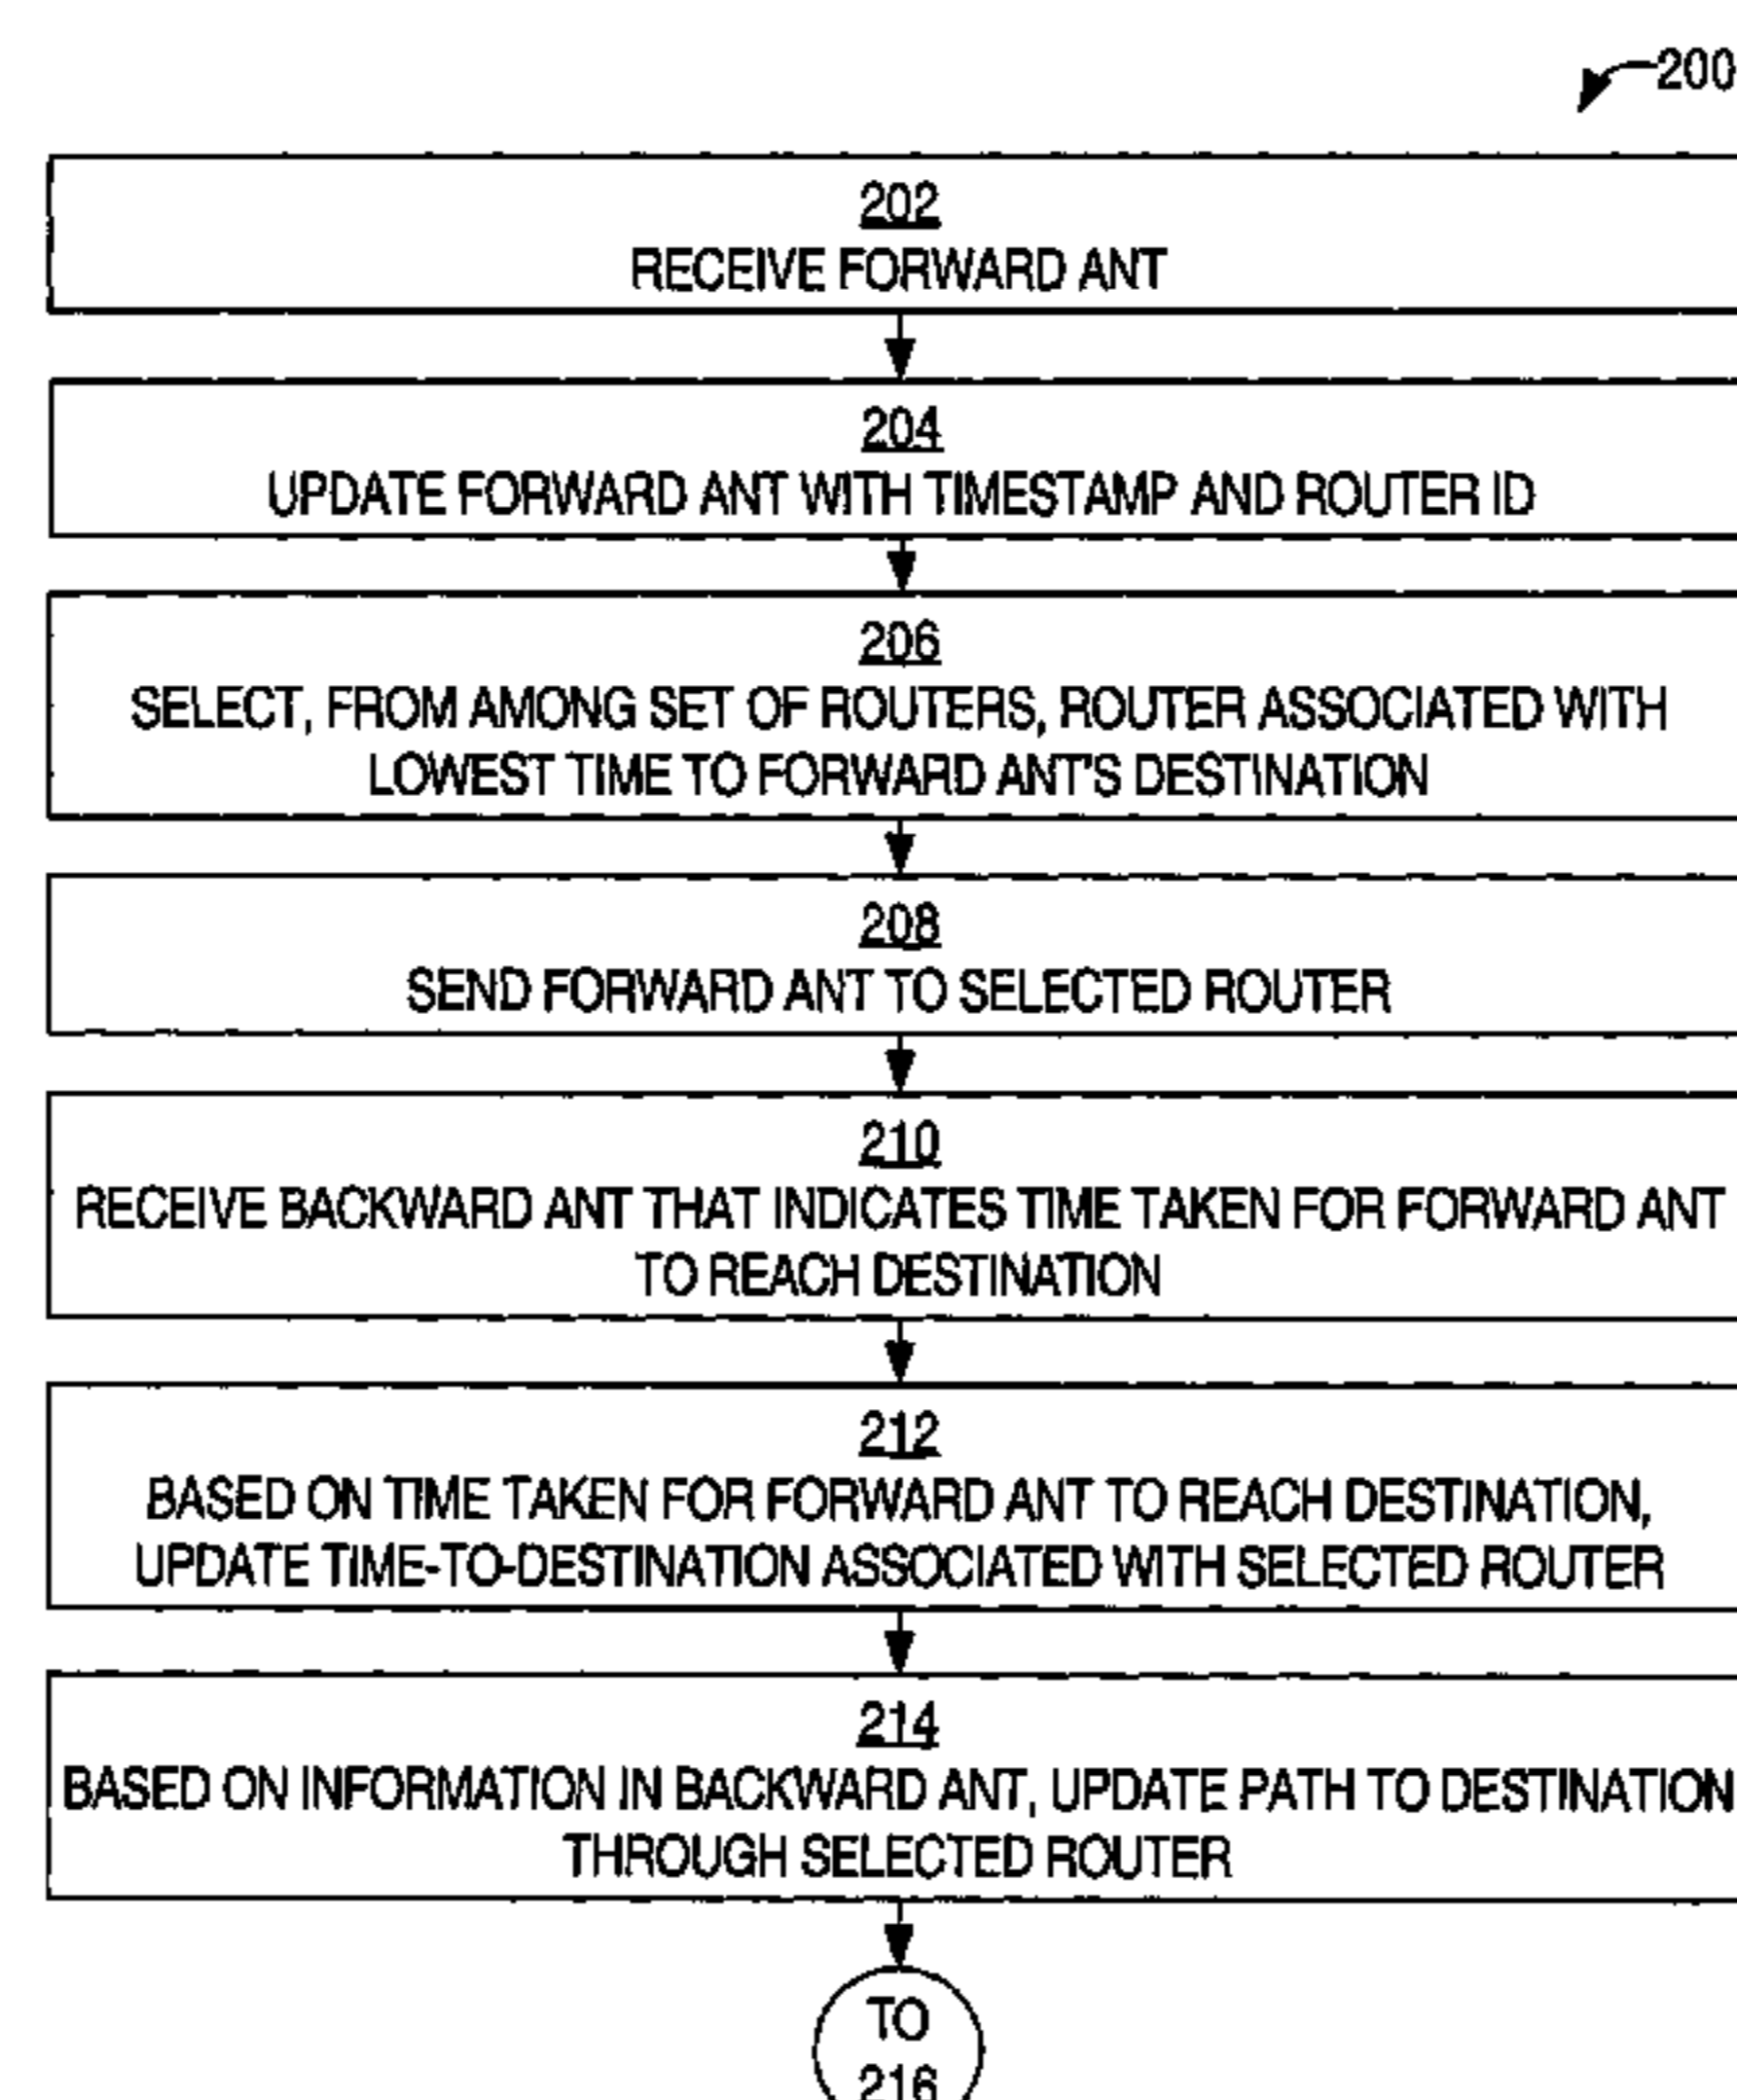 200
202
RECEIVE FORWARD ANT
204
UPDATE FORWARD ANT WITH TIMESTAMP AND ROUTER ID
206
SELECT, FROM AMONG SET OF ROUTERS, ROUTER ASSOCIATED WITH
LOWEST TIME TO FORWARD ANT'S DESTINATION
208
SEND FORWARD ANT TO SELECTED ROUTER
210
RECEIVE BACKWARD ANT THAT INDICATES TIME TAKEN FOR FORWARD ANT
TO REACH DESTINATION
212
BASED ON TIME TAKEN FOR FORWARD ANT TO REACH DESTINATION,
UPDATE TIME-TO-DESTINATION ASSOCIATED WITH SELECTED ROUTER
214
BASED ON INFORMATION IN BACKWARD ANT, UPDATE PATH TO DESTINATION
THROUGH SELECTED ROUTER
TO
216